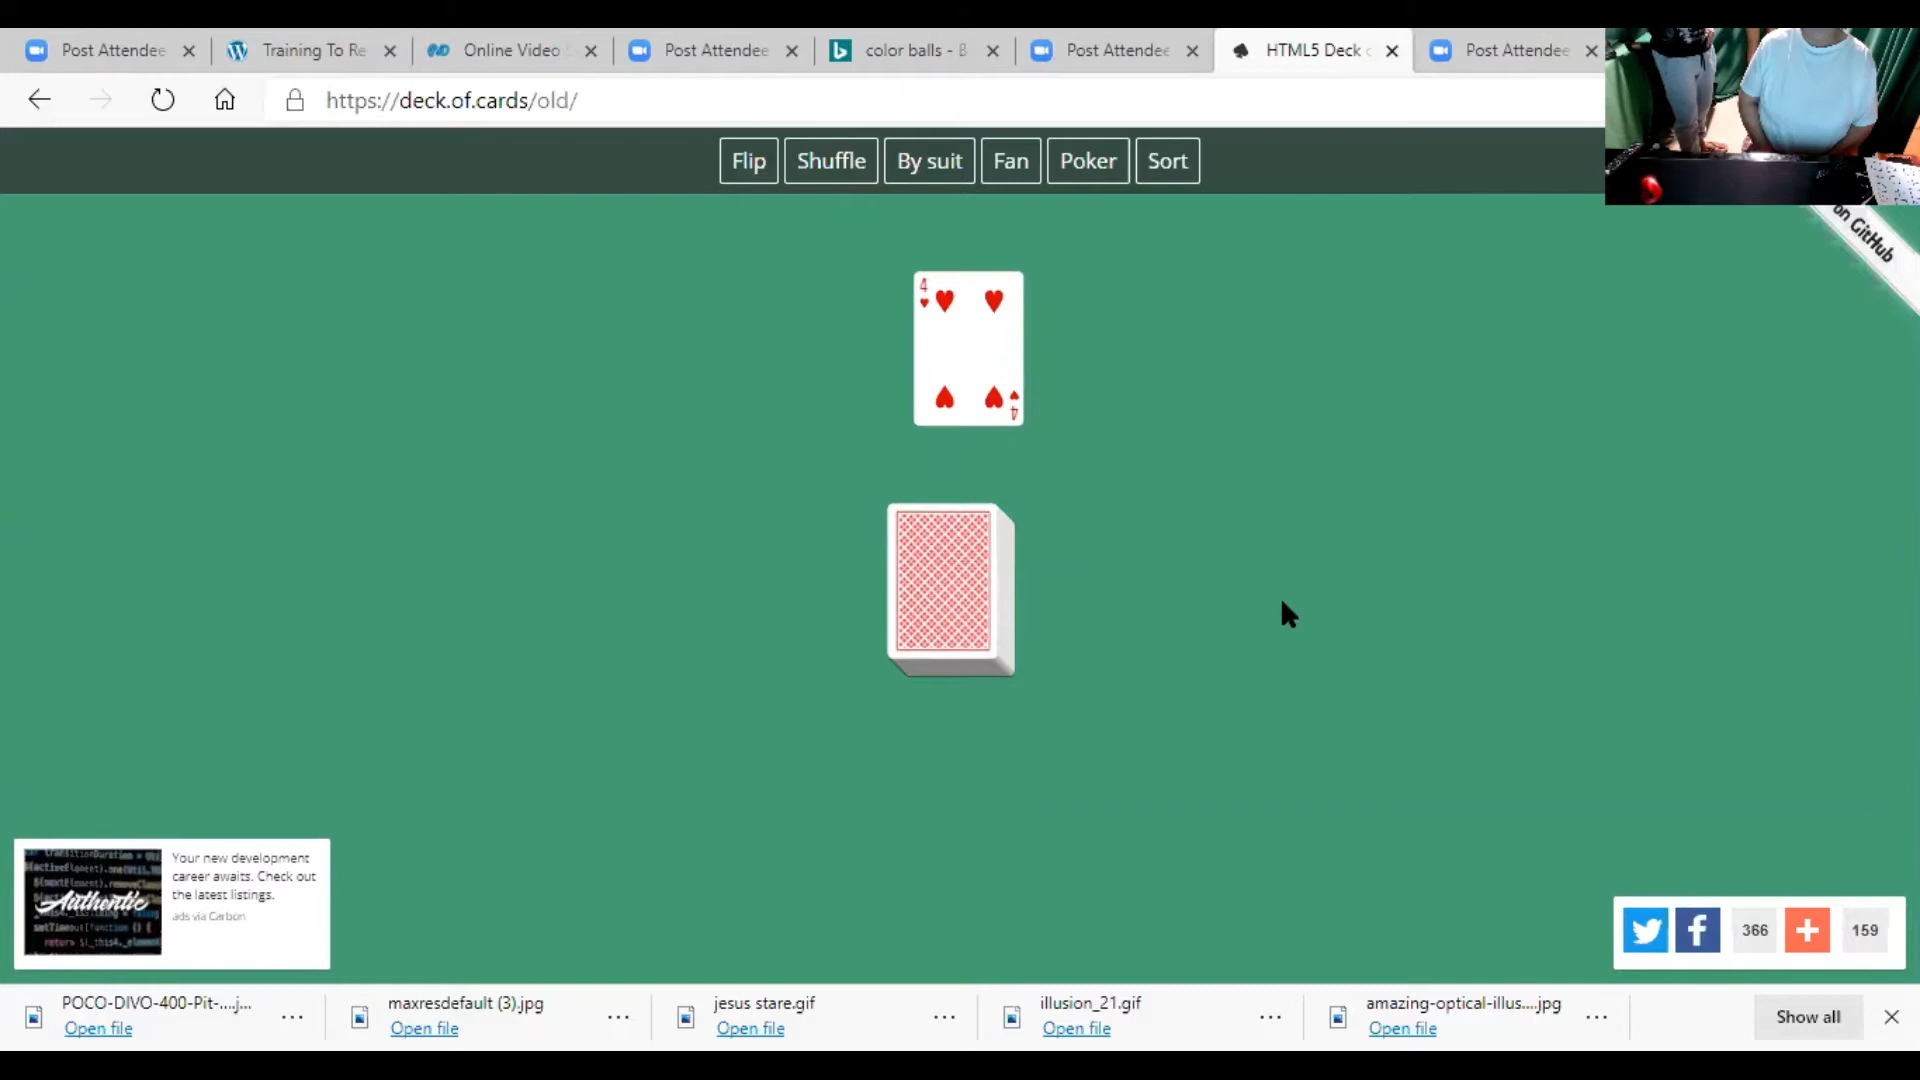 Post Attendee
Training To Re
Online Video
Post Attendee
color balls - B
Post Attendee
HTML5 Deck
Post Attendee
https://deck.of.cards/old/
Flip
Shuffle
By suit
Fan
Poker
Sort
on GitHub
4
4
Your new development
career awaits. Check out
the latest listings.
ads via Carbon
Authentic
366
159
POCO-DIVO-400-Pit-....j...
Open file
maxresdefault (3).jpg
Open file
jesus stare.gif
Open file
illusion_21.gif
Open file
amazing-optical-illus....jpg
Open file
Show all